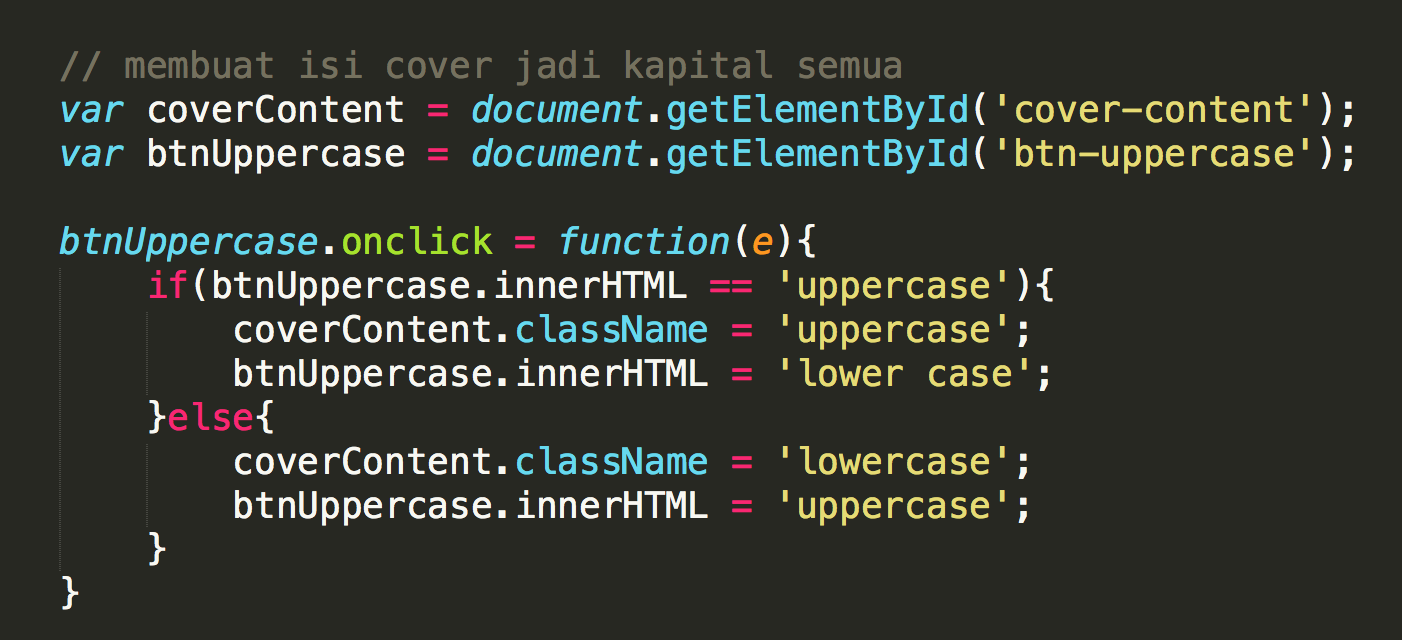 // membuat isi cover jadi kapital semua
var coverContent = document.getElementById('cover-content');
var btnUppercase = document.getElementById('btn-uppercase');

btnUppercase.onclick = function(e){
    if(btnUppercase.innerHTML == 'uppercase'){
        coverContent.className = 'uppercase';
        btnUppercase.innerHTML = 'lower case';
    }else{
        coverContent.className = 'lowercase';
        btnUppercase.innerHTML = 'uppercase';
    }
}